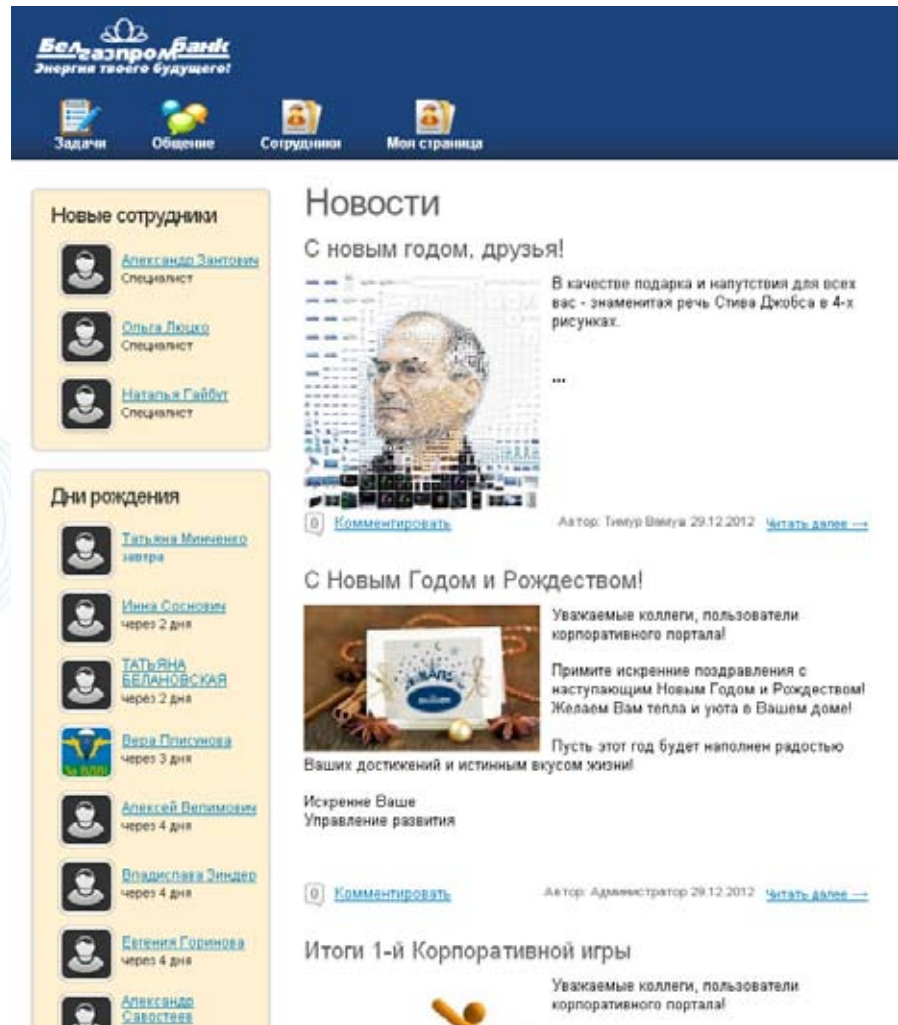 Белгазпромбанк
Энергия твоего будущего!
Задачи
Общение
Сотрудники
Моя страница
Новые сотрудники
Александр Зантович
Специалист
Ольга Люцко
Специалист
Наталья Гайбут
Специалист
Дни рождения
Татьяна Минченко
завтра
Инна Соснович
через 2 дня
ТАТЬЯНА
БЕЛАНОВСКАЯ
через 2 дня
Вера Плисунова
через 3 дня
Алексей Велимович
через 4 дня
Владислава Зиндер
через 4 дня
Евгения Горинова
через 4 дня
Александр
Савостеев
Новости
С новым годом, друзья!
В качестве подарка и напутствия для всех
вас - знаменитая речь Стива Джобса в 4-х
рисунках.
...
0 Комментировать
Автор: Тимур 29.12.2012 Читать далее →
С Новым Годом и Рождеством!
Уважаемые коллеги, пользователи
корпоративного портала!
Примите искренние поздравления с
наступающим Новым Годом и Рождеством!
Желаем Вам тепла и уюта в Вашем доме!
Пусть этот год будет наполнен радостью
Ваших достижений и истинным вкусом жизни!
Искренне Ваше
Управление развития
0 Комментировать
Автор: Администратор 29.12.2012 Читать далее →
Итоги 1-й Корпоративной игры
Уважаемые коллеги, пользователи
корпоративного портала!